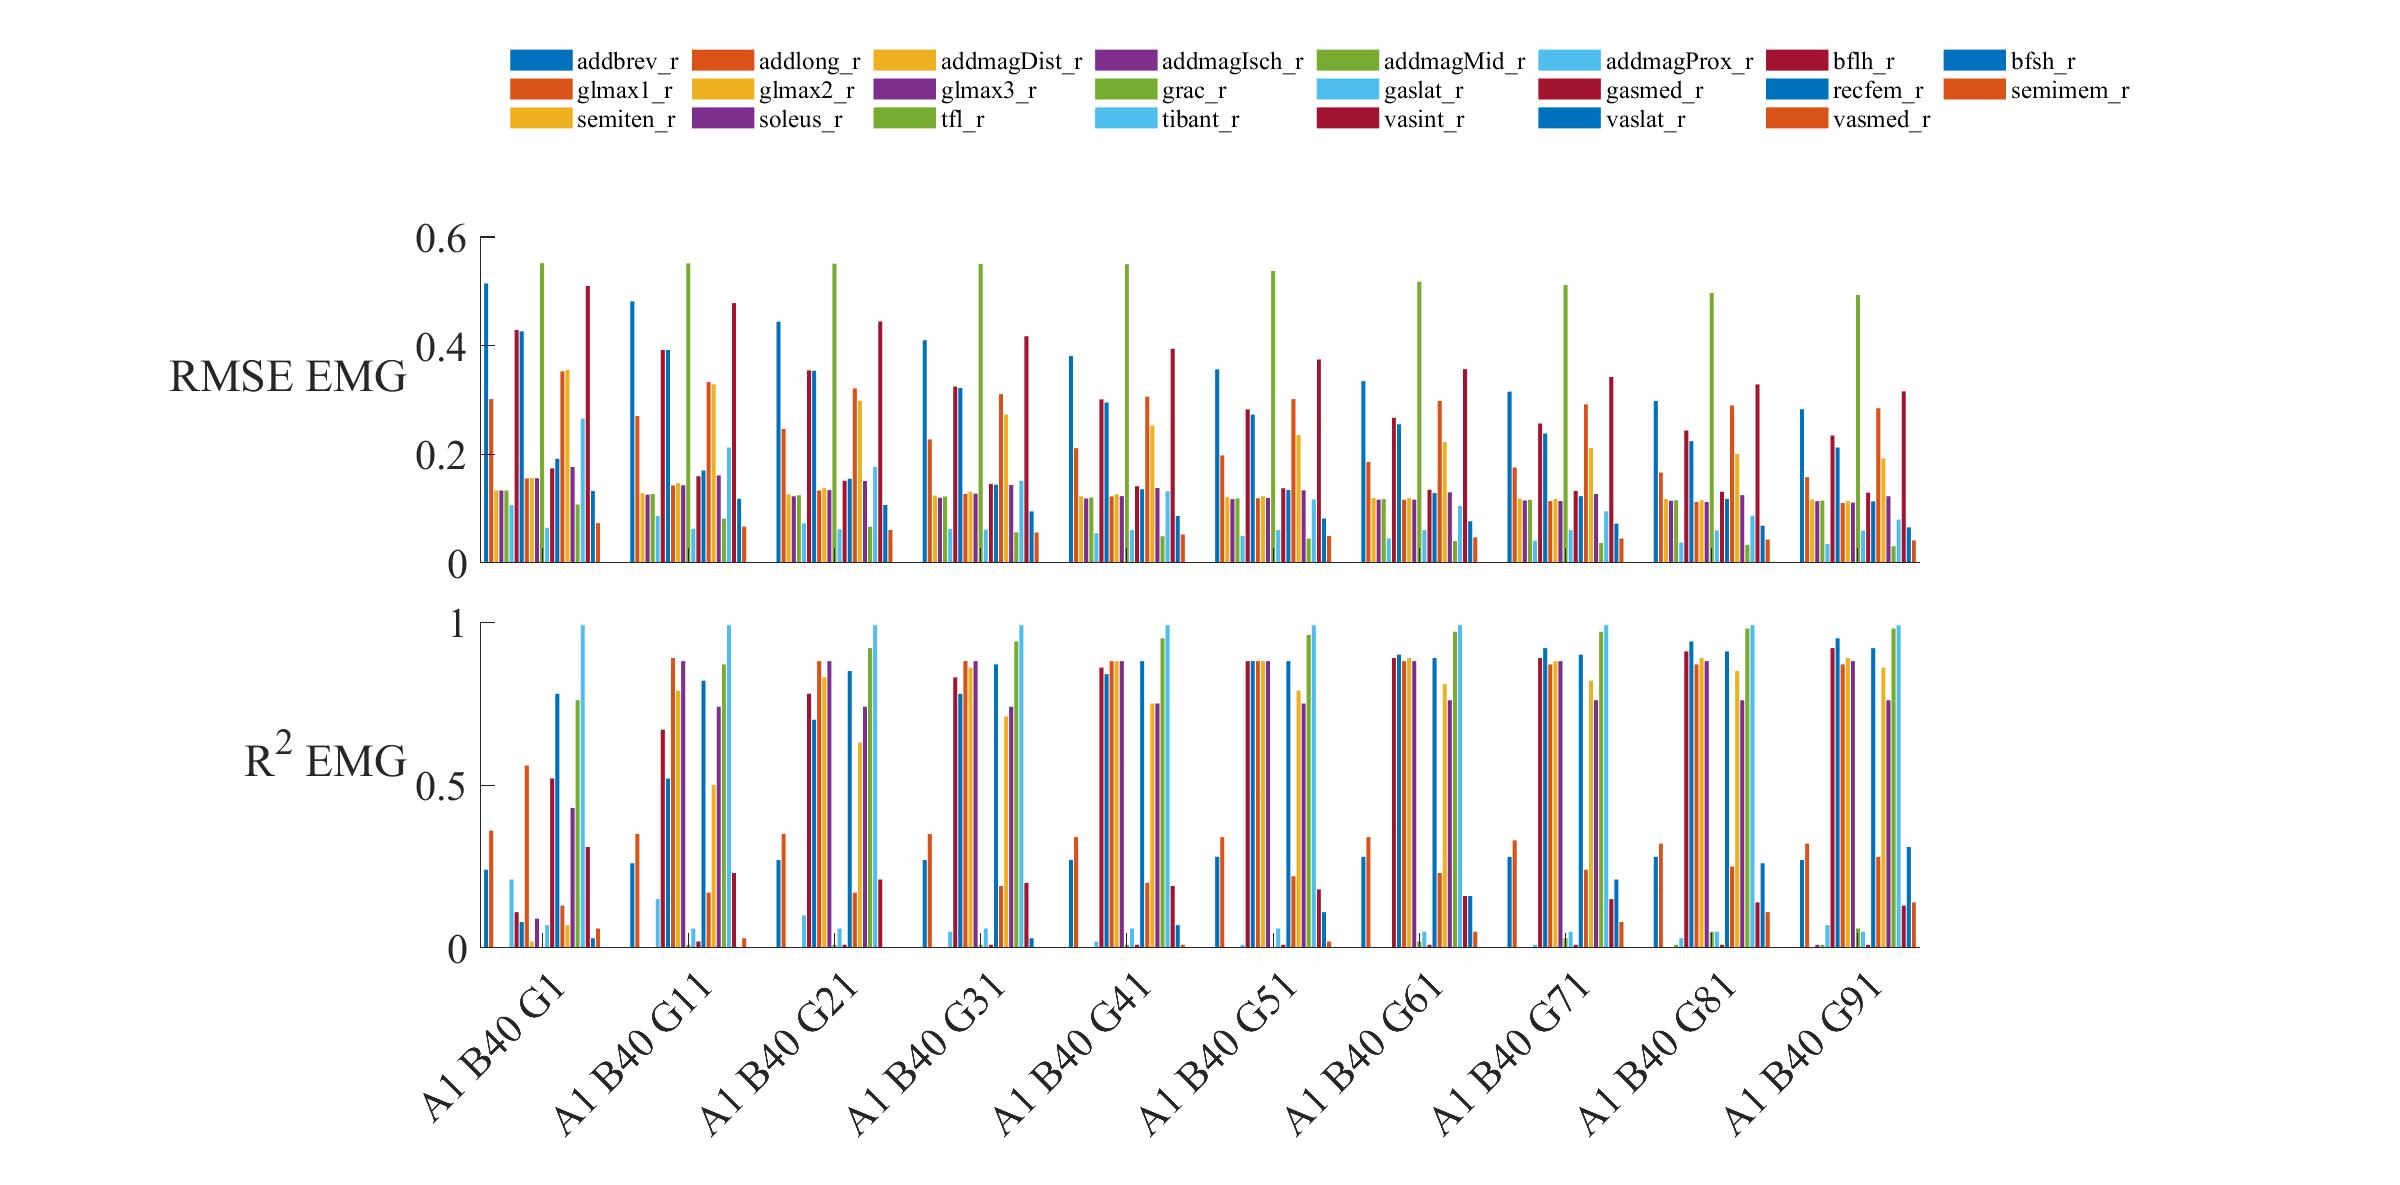 addbrev_r addlong_r addmagDist_r addmagIsch_r addmagMid_r addmagProx_r bflh_r bfsh_r
glmax1_r glmax2_r glmax3_r grac_r gaslat_r gasmed_r recfem_r semimem_r
semiten_r soleus_r tfl_r tibant_r vasint_r vaslat_r vasmed_r
0.6
0.4
RMSE EMG
0.2
0
1
R² EMG
0.5
0
A1 B40 G1
A1 B40 G11
A1 B40 G21
A1 B40 G31
A1 B40 G41
A1 B40 G51
A1 B40 G61
A1 B40 G71
A1 B40 G81
A1 B40 G91